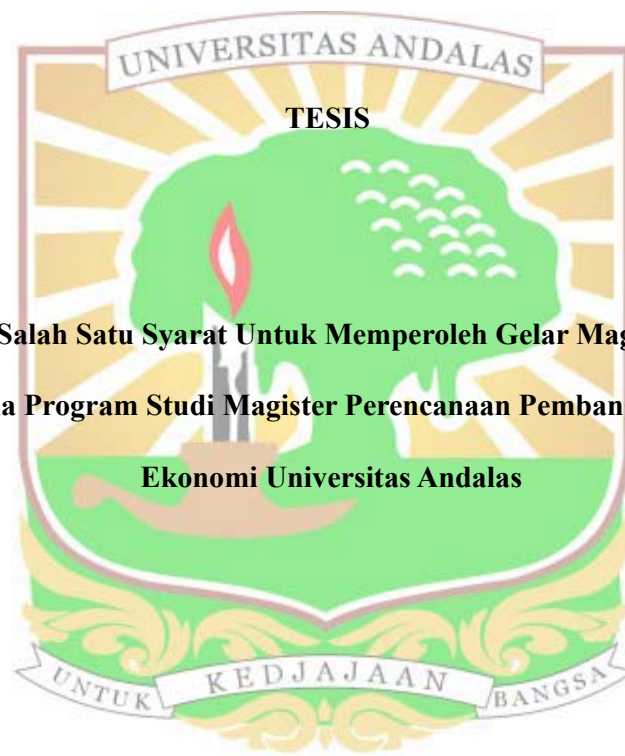 UNIVERSITAS ANDALAS
TESIS
Salah Satu Syarat Untuk Memperoleh Gelar Mag
a Program Studi Magister Perencanaan Pemban
Ekonomi Universitas Andalas
UNTUK KEDJAJAAN BANGSA